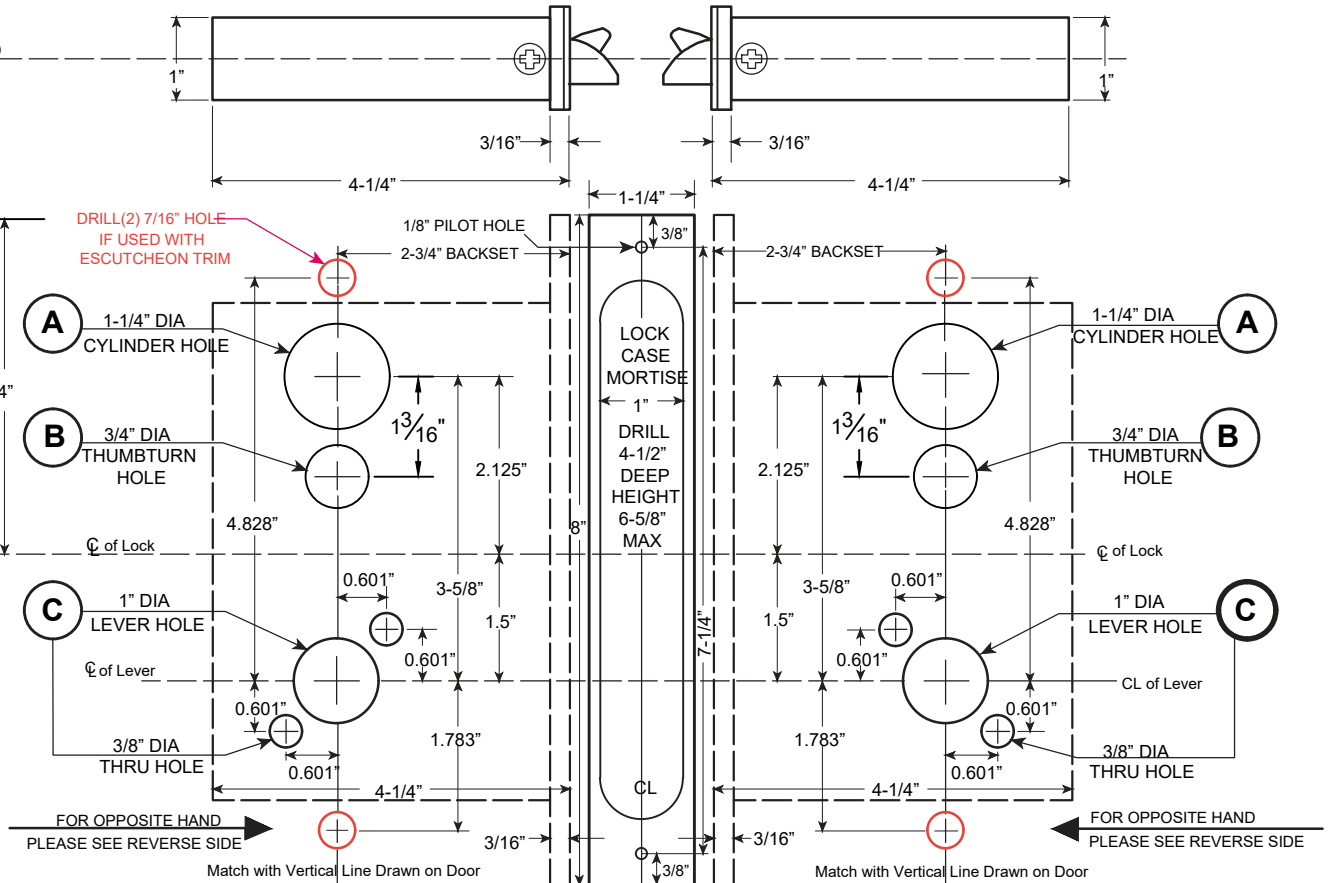 1”
1”
3/16”
3/16”
4-1/4”
4-1/4”
1-1/4”
DRILL(2) 7/16” HOLE
IF USED WITH
ESCUTCHEON TRIM
1/8” PILOT HOLE
3/8”
2-3/4” BACKSET
2-3/4” BACKSET
A
1-1/4” DIA
CYLINDER HOLE
1-1/4” DIA
CYLINDER HOLE
A
LOCK
CASE
MORTISE
1”
DRILL
4-1/2”
DEEP
HEIGHT
6-5/8”
MAX
4”
1 3/16"
1 3/16"
B
3/4” DIA
THUMBTURN
HOLE
3/4” DIA
THUMBTURN
HOLE
B
2.125”
2.125”
4.828”
8”
4.828”
℄ of Lock
℄ of Lock
0.601”
3-5/8”
0.601”
3-5/8”
C
1” DIA
LEVER HOLE
1” DIA
LEVER HOLE
C
1.5”
7-1/4”
1.5”
0.601”
0.601”
℄ of Lever
CL of Lever
0.601”
0.601”
1.783”
1.783”
3/8” DIA
THRU HOLE
3/8” DIA
THRU HOLE
0.601”
0.601”
4-1/4”
CL
4-1/4”
FOR OPPOSITE HAND
PLEASE SEE REVERSE SIDE
FOR OPPOSITE HAND
PLEASE SEE REVERSE SIDE
3/16”
3/16”
Match with Vertical Line Drawn on Door
3/8”
Match with Vertical Line Drawn on Door